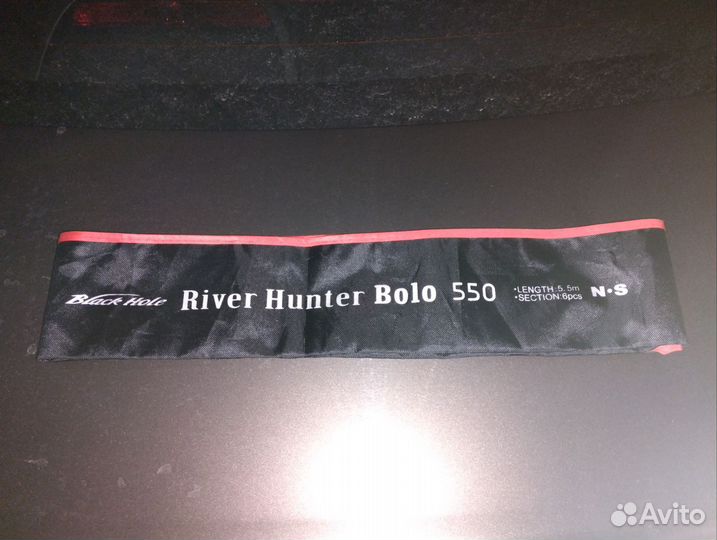 Black Hole River Hunter Bolo 550
•LENGTH:5.5m
•SECTION:6pcs
N•S
Avito